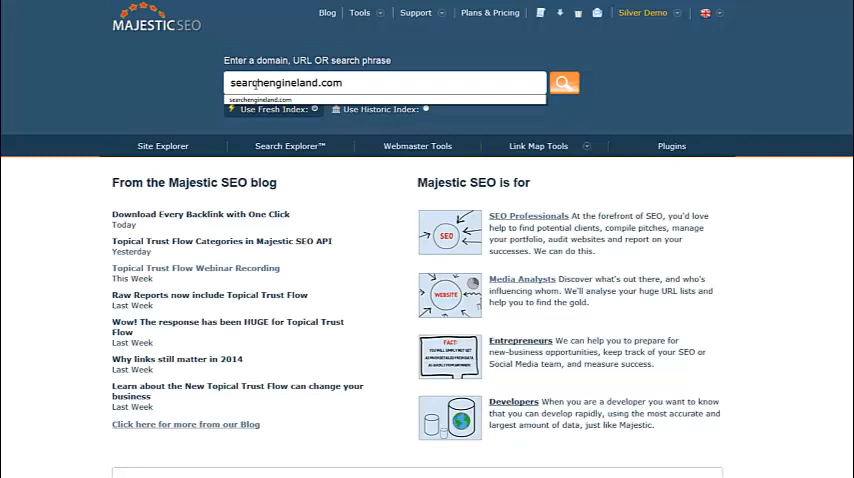 MAJESTIC SEO
Blog
Tools
Support
Plans & Pricing
Silver Demo
Enter a domain, URL OR search phrase
searchengineland.com
searchengineland.com
Use Fresh Index:
Use Historic Index:
Site Explorer
Search Explorer™
Webmaster Tools
Link Map Tools
Plugins
From the Majestic SEO blog
Download Every Backlink with One Click
Today
Topical Trust Flow Categories in Majestic SEO API
Yesterday
Topical Trust Flow Webinar Recording
This Week
Raw Reports now include Topical Trust Flow
Last Week
Wow! The response has been HUGE for Topical Trust
Flow
Last Week
Why links still matter in 2014
Last Week
Learn about the New Topical Trust Flow can change your
business
Last Week
Click here for more from our Blog
Majestic SEO is for
SEO
SEO Professionals At the forefront of SEO, you'd love
help to find potential clients, compile pitches, manage
your portfolio, audit websites and report on your
successes. We can do this.
WEBSITE
Media Analysts Discover what's out there, and who's
influencing whom. We'll analyse your huge URL lists and
help you to find the gold.
FACT:
YOU WILL SIMPLY NOT GET
Entrepreneurs We can help you to prepare for
new-business opportunities, keep track of your SEO or
Social Media team, and measure success.
Developers When you are a developer you want to know
that you can develop rapidly, using the most accurate and
largest amount of data, just like Majestic.